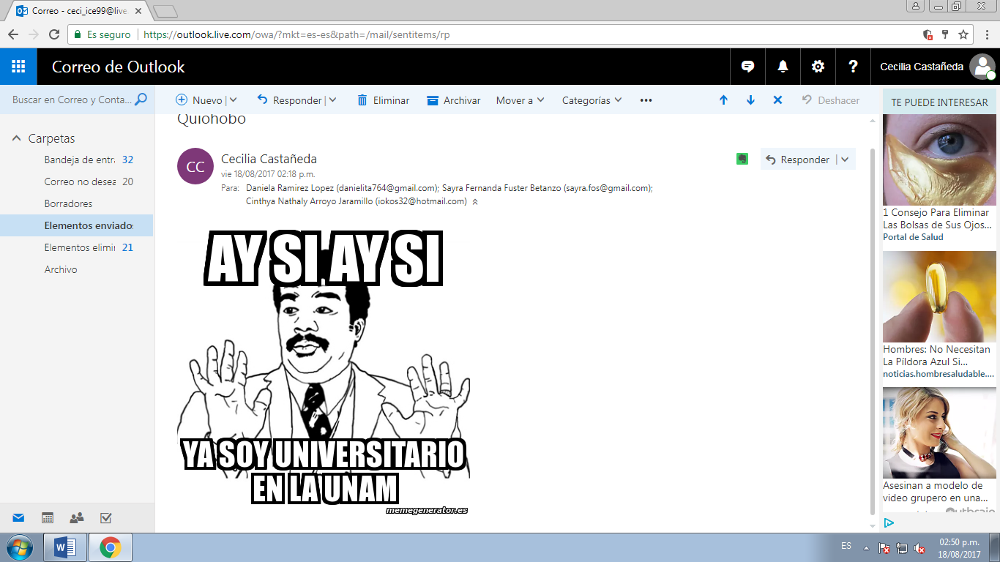 Correo - ceci_ice99@live
Es seguro
https://outlook.live.com/owa/?mkt=es-es&path=/mail/sentitems/rp
Correo de Outlook
Cecilia Castañeda
Buscar en Correo y Conta...
Nuevo
Responder
Eliminar
Archivar
Mover a
Categorías
Deshacer
Carpetas
Bandeja de entr 32
Correo no desea 20
Borradores
Elementos enviados
Elementos elimi 21
Archivo
Quiohobo
CC
Cecilia Castañeda
vie 18/08/2017 02:18 p.m.
Para: Daniela Ramirez Lopez (danielita764@gmail.com); Sayra Fernanda Fuster Betanzo (sayra.fos@gmail.com);
Cinthya Nathaly Arroyo Jaramillo (iokos32@hotmail.com)
Responder
AY SI AY SI
YA SOY UNIVERSITARIO
EN LA UNAM
memegenerator.es
TE PUEDE INTERESAR
1 Consejo Para Eliminar
Las Bolsas de Sus Ojos...
Portal de Salud
Hombres: No Necesitan
La Píldora Azul Si...
noticias.hombresaludable....
Asesinan a modelo de
video grupero en una...
ES
02:50 p.m.
18/08/2017